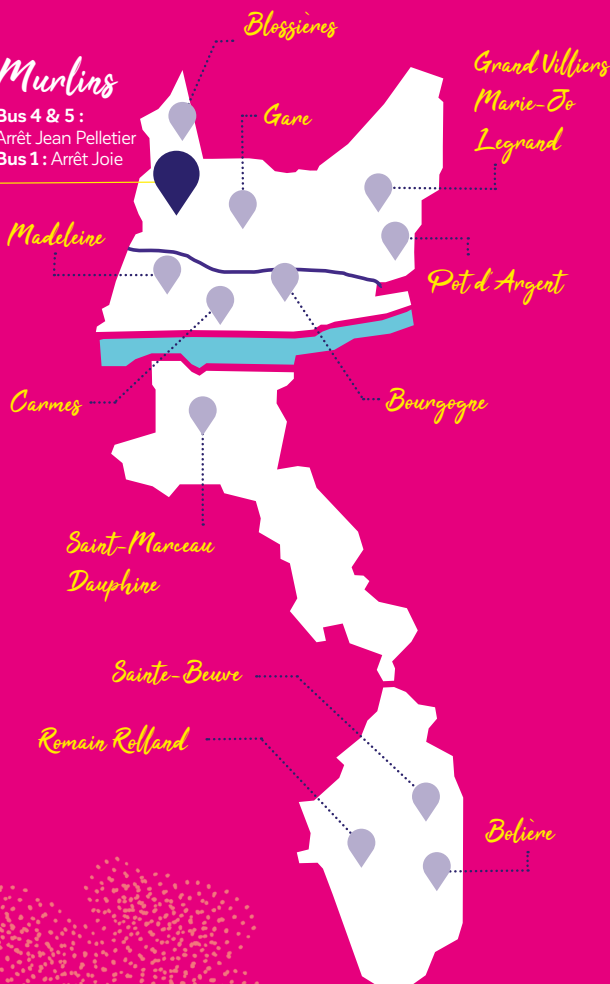 Blossières
Murlins
Bus 4 & 5 :
Arrêt Jean Pelletier
Bus 1 : Arrêt Joie
Gare
Grand Villiers
Marie-Jo
Legrand
Madeleine
Pot d'Argent
Carmes
Bourgogne
Saint-Marceau
Dauphine
Sainte-Beuve
Romain Rolland
Bolière